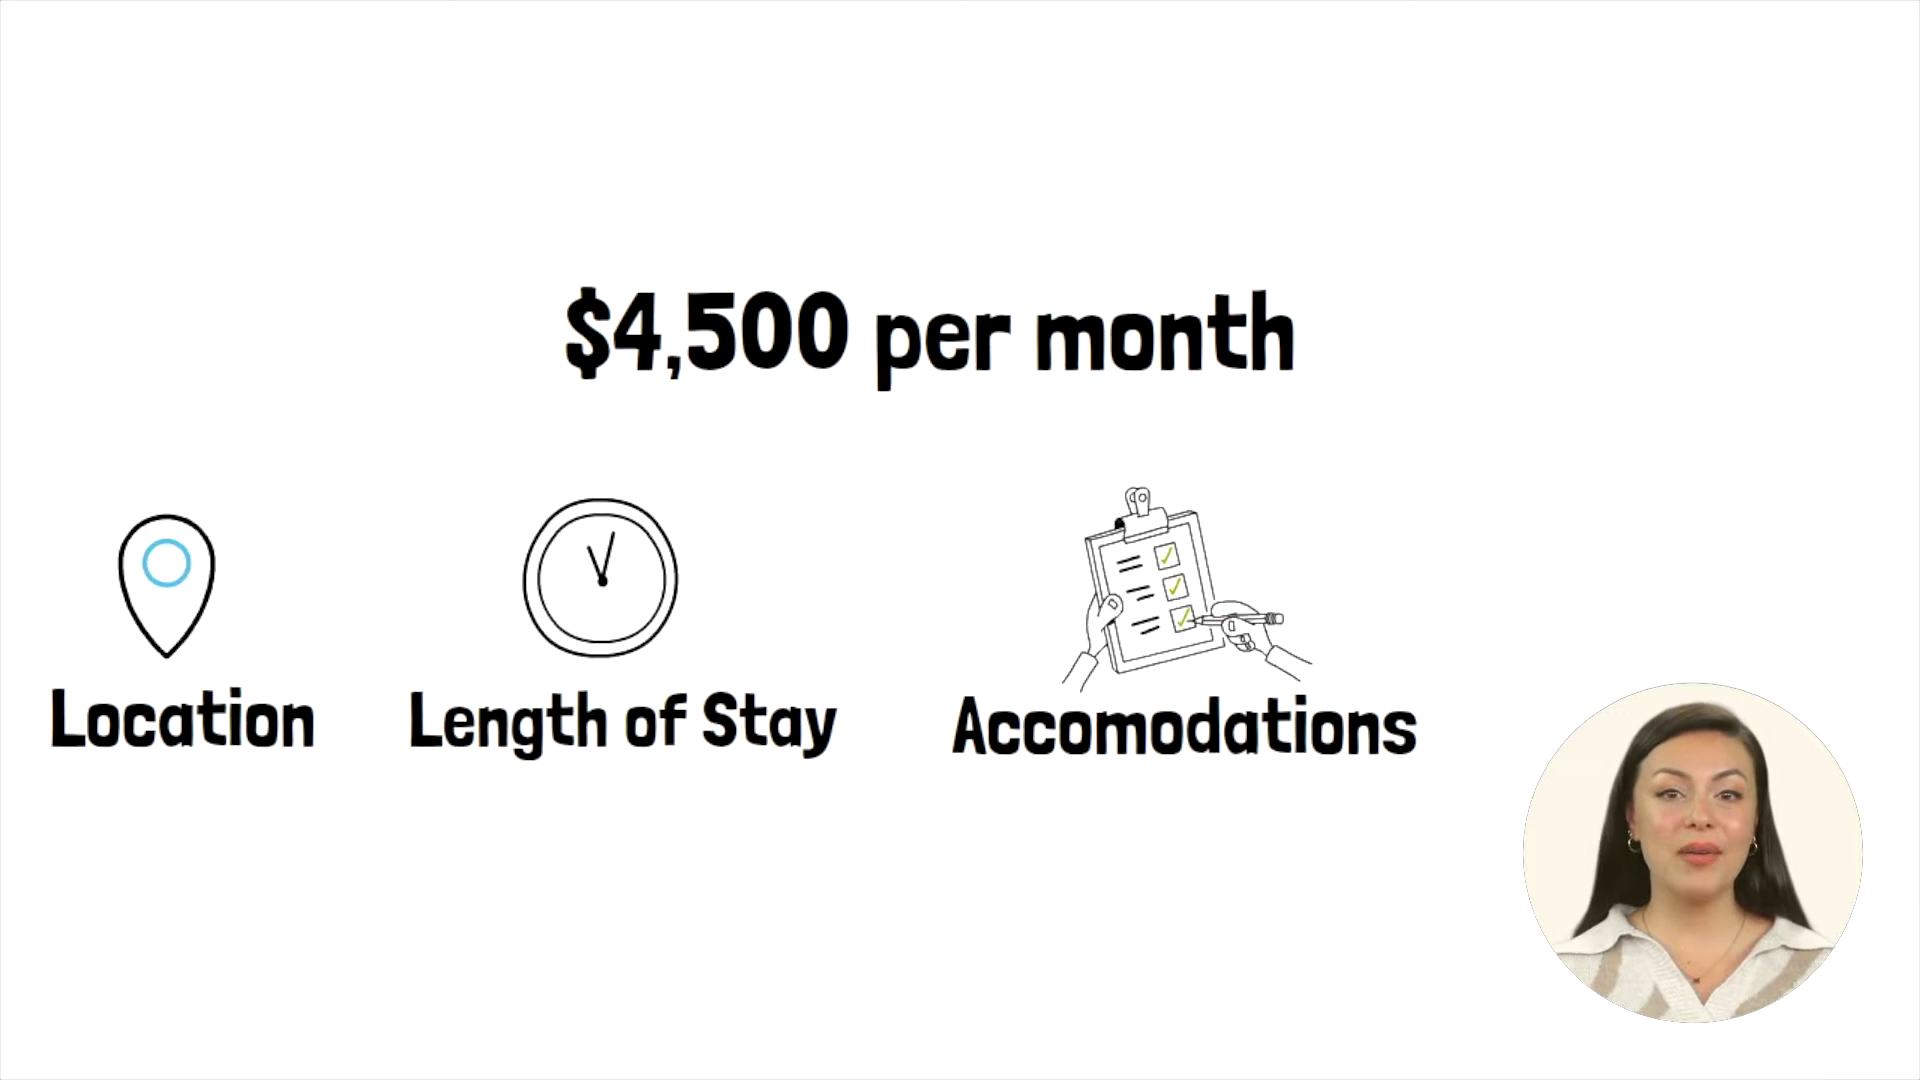 $4,500 per month
Location
Length of Stay
Accomodations